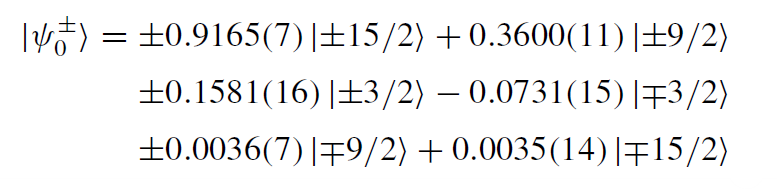 |ψ₀^±⟩ = ±0.9165(7) |±15/2⟩ + 0.3600(11) |±9/2⟩
±0.1581(16) |±3/2⟩ − 0.0731(15) |∓3/2⟩
±0.0036(7) |∓9/2⟩ + 0.0035(14) |∓15/2⟩